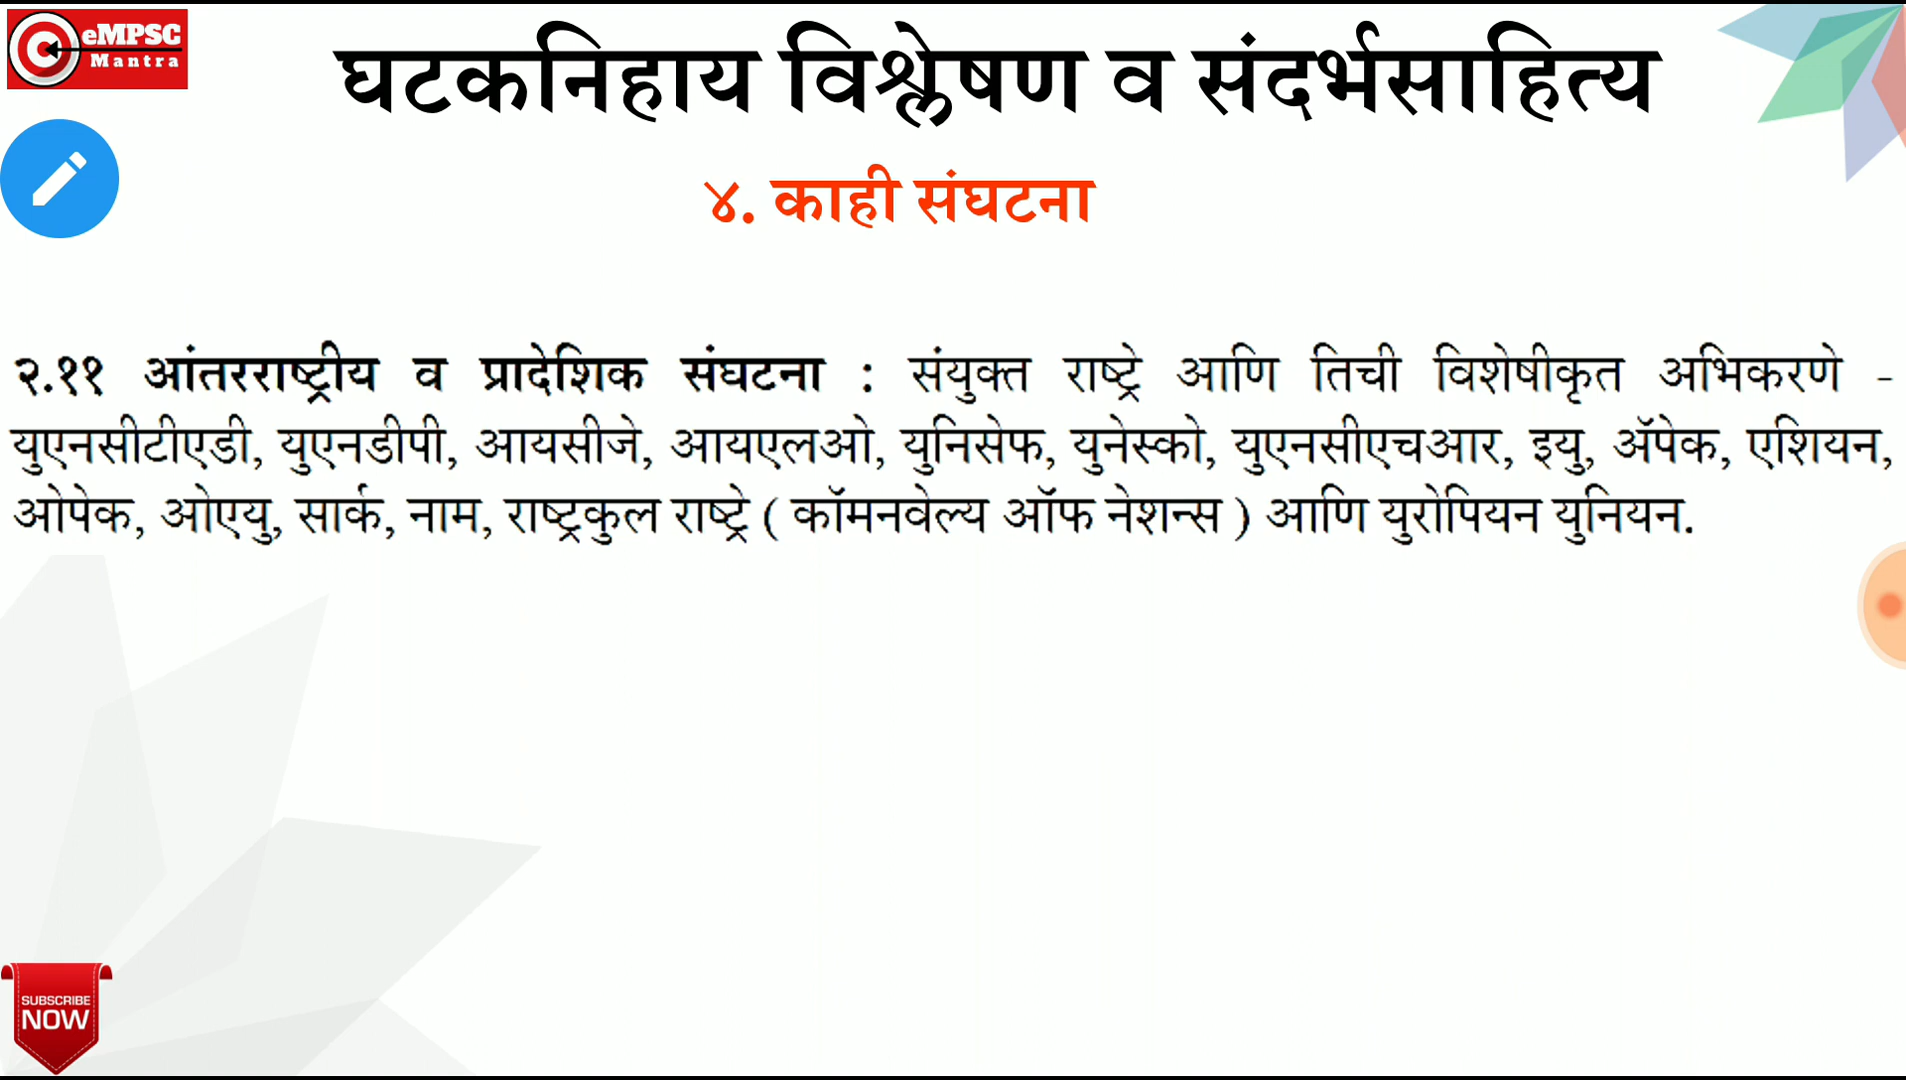 eMPSC
Mantra
घटकनिहाय विश्लेषण व संदर्भसाहित्य
४. काही संघटना
२.११ आंतरराष्ट्रीय व प्रादेशिक संघटना : संयुक्त राष्ट्रे आणि तिची विशेषीकृत अभिकरणे -
युएनसीटीएडी, युएनडीपी, आयसीजे, आयएलओ, युनिसेफ, युनेस्को, युएनसीएचआर, इयु, ॲपेक, एशियन,
ओपेक, ओएयु, सार्क, नाम, राष्ट्रकुल राष्ट्रे ( कॉमनवेल्य ऑफ नेशन्स ) आणि युरोपियन युनियन.
SUBSCRIBE
NOW